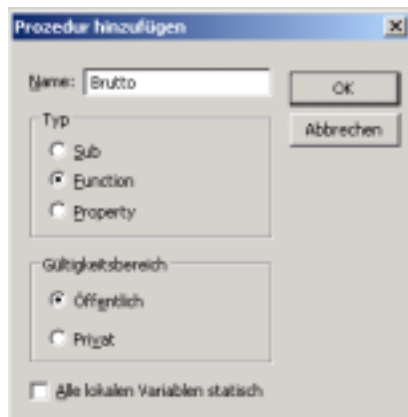 Prozedur hinzufügen
Name: Brutto
OK
Abbrechen
Typ
Sub
Function
Property
Gültigkeitsbereich
Öffentlich
Privat
Alle lokalen Variablen statisch